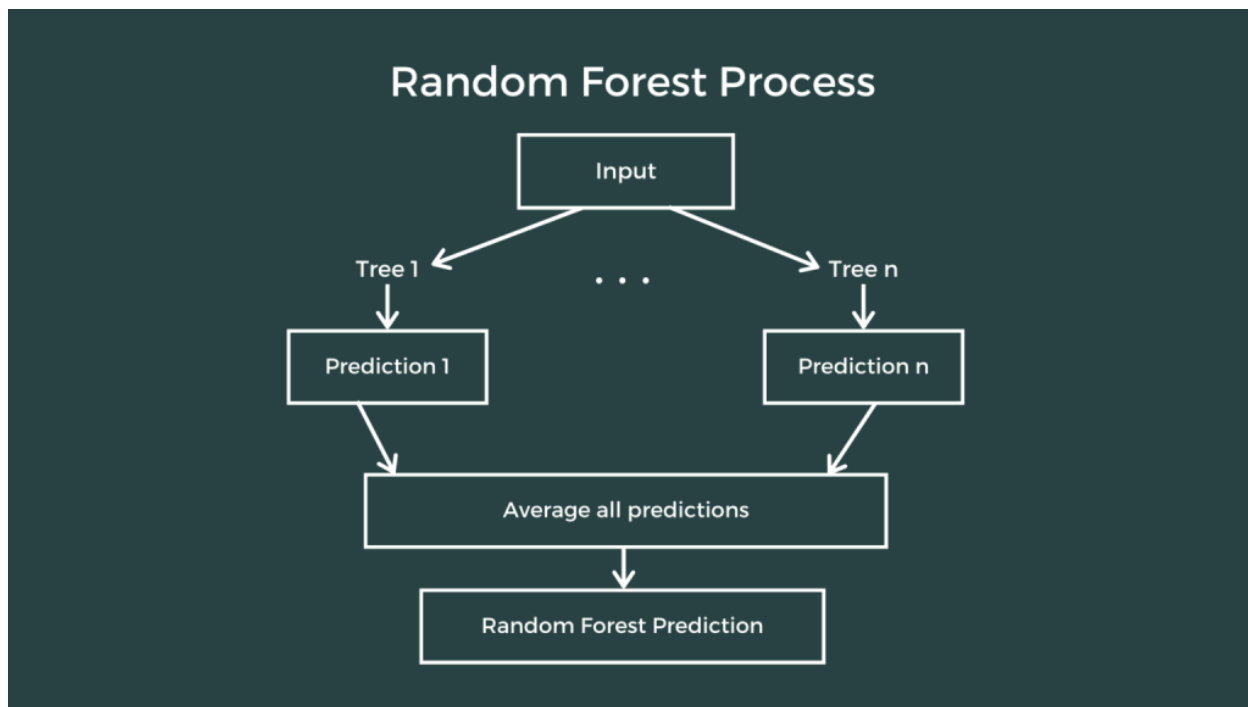 Random Forest Process
Input
Tree 1
. . .
Tree n
Prediction 1
Prediction n
Average all predictions
Random Forest Prediction